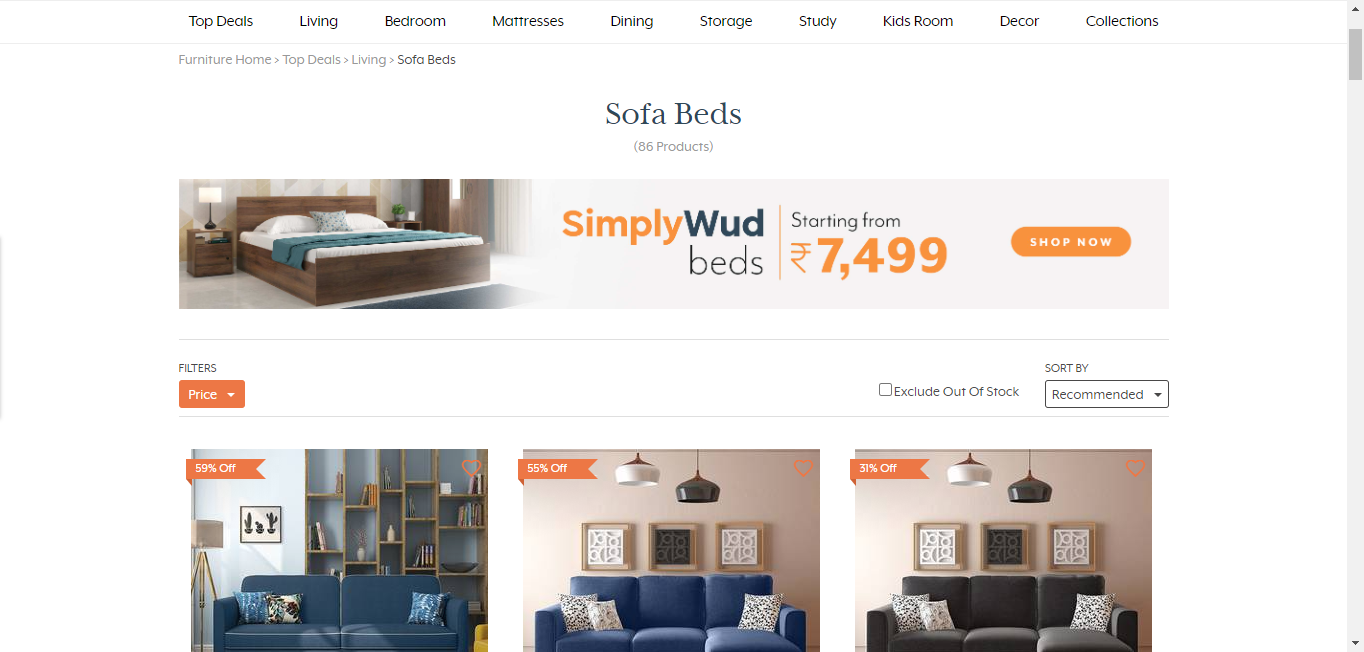 Top Deals Living Bedroom Mattresses Dining Storage Study Kids Room Decor Collections
Furniture Home > Top Deals > Living > Sofa Beds
Sofa Beds
(86 Products)
SimplyWud
beds
Starting from
₹7,499
SHOP NOW
FILTERS
Price
Exclude Out Of Stock
SORT BY
Recommended
59% Off
55% Off
31% Off